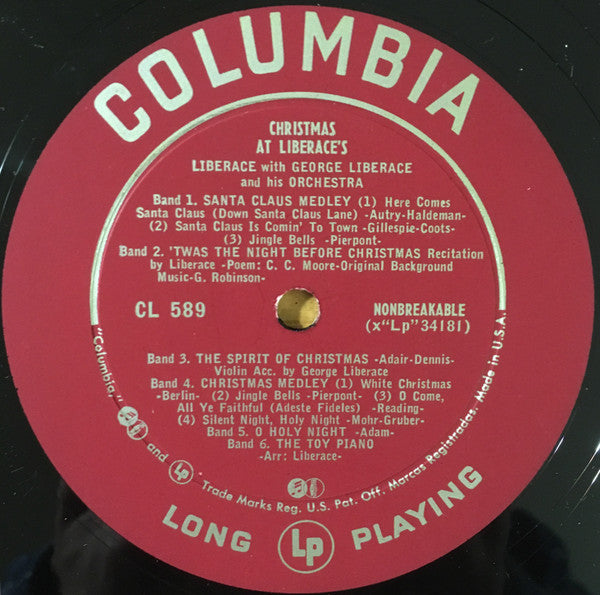 COLUMBIA
CHRISTMAS
AT LIBERACE'S
LIBERACE with GEORGE LIBERACE
and his ORCHESTRA
Band 1. SANTA CLAUS MEDLEY (1) Here Comes
Santa Claus (Down Santa Claus Lane) -Autry-Haldeman-
(2) Santa Claus Is Comin' To Town -Gillespie-Coots-
(3) Jingle Bells -Pierpont-
Band 2. 'TWAS THE NIGHT BEFORE CHRISTMAS Recitation
by Liberace -Poem: C. C. Moore-Original Background
Music-G. Robinson-
CL 589
NONBREAKABLE
(x"Lp"34181)
Band 3. THE SPIRIT OF CHRISTMAS -Adair-Dennis-
Violin Acc. by George Liberace
Band 4. CHRISTMAS MEDLEY (1) White Christmas
-Berlin- (2) Jingle Bells -Pierpont- (3) O Come,
All Ye Faithful (Adeste Fideles) -Reading-
(4) Silent Night, Holy Night -Mohr-Gruber-
Band 5. O HOLY NIGHT -Adam-
Band 6. THE TOY PIANO
-Arr: Liberace-
"Columbia," and Lp Trade Marks Reg. U.S. Pat. Off. Marcas Registradas. Made in U.S.A.
LONG Lp PLAYING